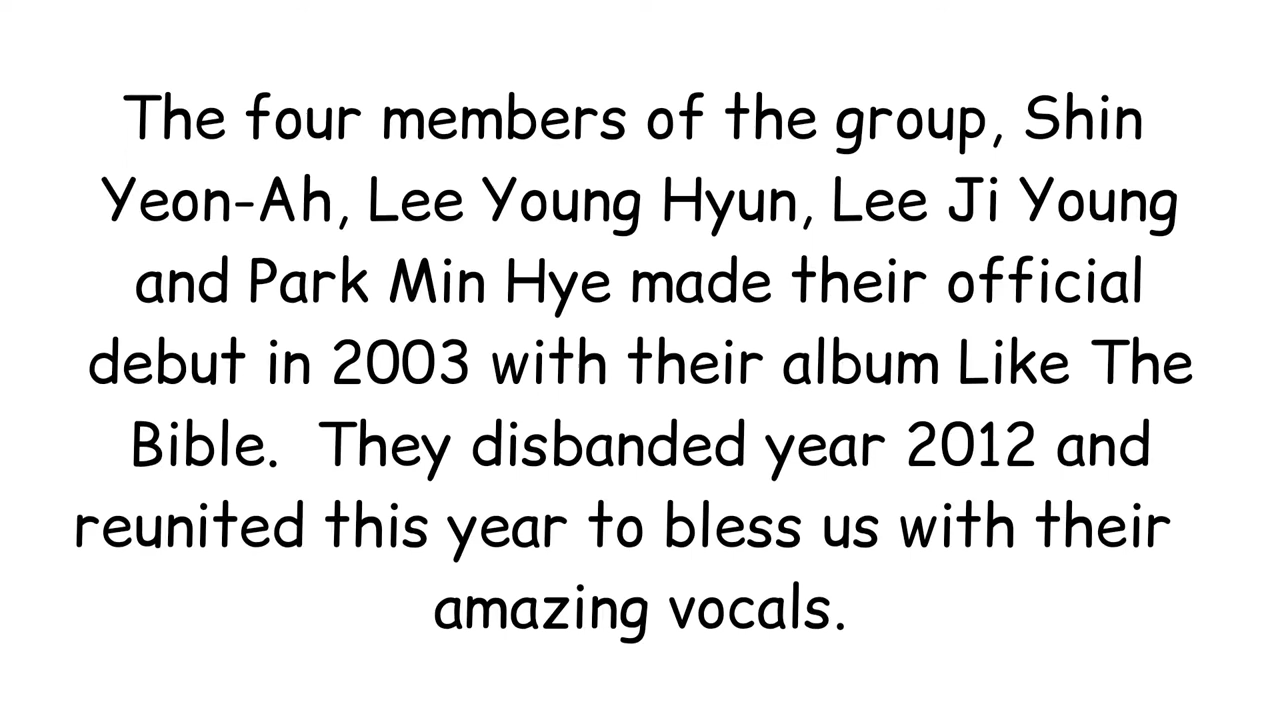 The four members of the group, Shin
Yeon-Ah, Lee Young Hyun, Lee Ji Young
and Park Min Hye made their official
debut in 2003 with their album Like The
Bible.  They disbanded year 2012 and
reunited this year to bless us with their
amazing vocals.